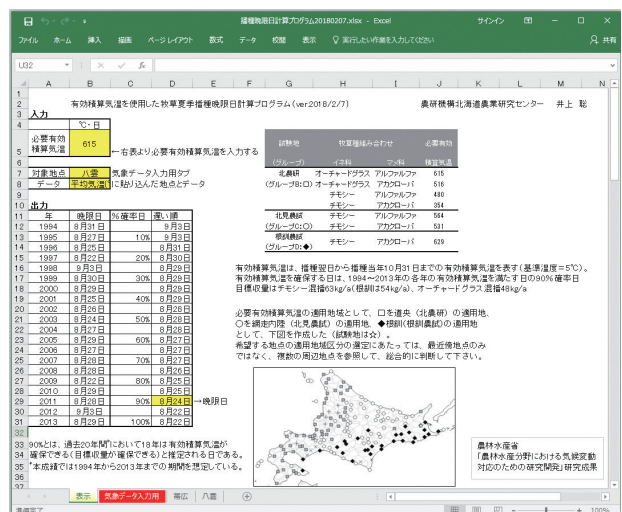 播種晩限日計算プログラム20180207.xlsx - Excel
サインイン
ファイル ホーム 挿入 描画 ページレイアウト 数式 データ 校閲 表示 実行したい作業を入力してください 共有
U32
fx
A B C D E F G H I J K L M N
有効積算気温を使用した牧草夏季播種晩限日計算プログラム(ver.2018/2/7) 農研機構北海道農業研究センター 井上 聡
入力
℃・日
必要有効
積算気温 615 ←右表より必要有効積算気温を入力する
対象地点 八雲 気象データ入力用タブ
データ 平均気温 に貼り込んだ地点とデータ
試験地 牧草種組み合わせ 必要有効
(グループ) イネ科 マメ科 積算気温
北農研 オーチャードグラス アルファルファ 615
(グループB:□) オーチャードグラス アカクローバ 516
チモシー アルファルファ 480
チモシー アカクローバ 354
北見農試 チモシー アルファルファ 564
(グループC:○) チモシー アカクローバ 531
根釧農試
(グループD:◆) チモシー アカクローバ 629
出力
年 晩限日 %確率日 遅い順
1994 8月31日 9月3日
1995 8月27日 10% 9月3日
1996 8月25日 8月31日
1997 8月22日 20% 8月30日
1998 9月3日 8月29日
1999 8月30日 30% 8月29日
2000 8月29日 8月29日
2001 8月25日 40% 8月29日
2002 8月26日 8月28日
2003 8月24日 50% 8月28日
2004 8月27日 8月28日
2005 8月29日 60% 8月27日
2006 8月27日 8月27日
2007 8月28日 70% 8月27日
2008 8月28日 8月26日
2009 8月22日 80% 8月25日
2010 8月29日 8月25日
2011 8月28日 90% 8月24日 →晩限日
2012 9月3日 8月22日
2013 8月29日 100% 8月22日
有効積算気温は、播種翌日から播種当年10月31日までの有効積算気温を表す(基準温度=5℃)。
有効積算気温を確保する日は、1994～2013年の各年の有効積算気温を満たす日の90%確率日
目標収量はチモシー混播63kg/a(根釧は54kg/a)、オーチャードグラス混播48kg/a
必要有効積算気温の適用地域として、□を道央(北農研)の適用地、
○を網走内陸(北見農試)の適用地、◆根釧(根釧農試)の適用地
として、下図を作成した(試験地は☆)。
希望する地点の適用地域区分の選定にあたっては、最近傍地点のみ
ではなく、複数の周辺地点を参照して、総合的に判断して下さい。
90%とは、過去20年間*において18年は有効積算気温が
確保できる(目標収量が確保できる)と推定される日である。
*本成績では1994年から2013年までの期間を想定している。
農林水産省
「農林水産分野における気候変動
対応のための研究開発」研究成果
表示 気象データ入力用 帯広 八雲
準備完了 100%